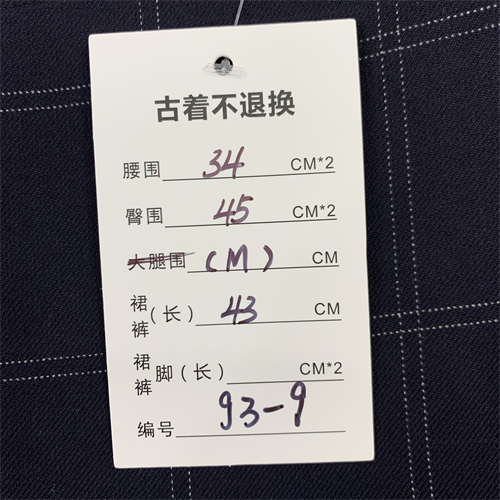 古着不退换
腰围 34 CM*2
臀围 45 CM*2
大腿围 (M) CM
裙裤(长) 43 CM
裙裤脚(长) CM*2
编号 93-9